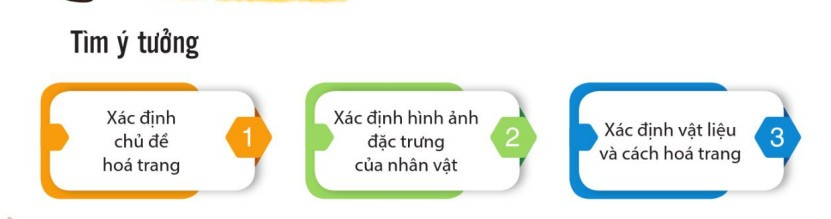 Tìm ý tưởng
Xác định
chủ đề
hoá trang
1
Xác định hình ảnh
đặc trưng
của nhân vật
2
Xác định vật liệu
và cách hoá trang
3